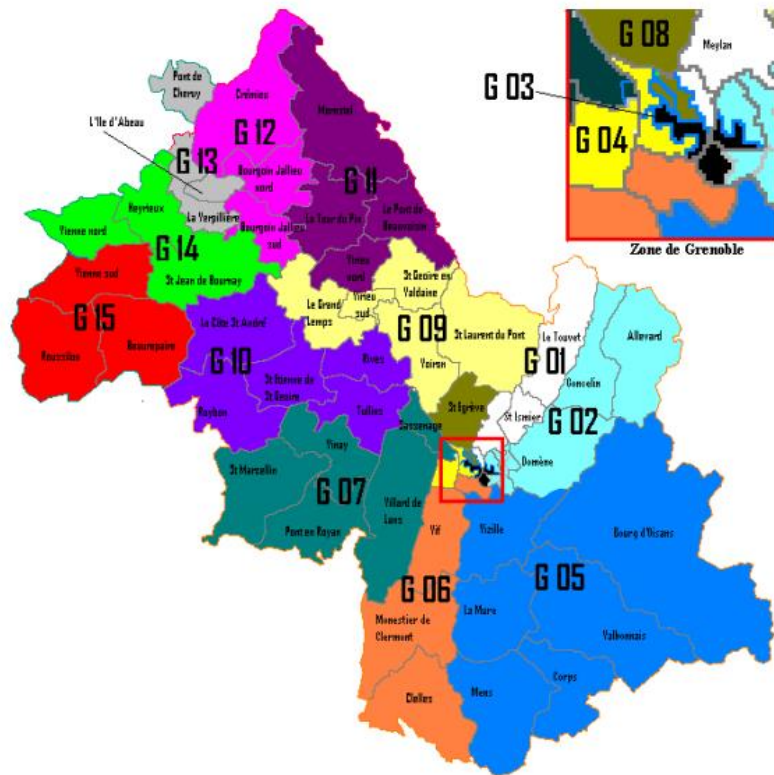 G 08
Meylan
G 03
G 04
Zone de Grenoble
Pont de
Cheruy
Crémieu
G 12
Morestel
L'Ile d'Abeau
G 13
Bourgoin Jallieu
nord
G 11
Heyrieux
La Verpillière
Bourgoin Jallieu
sud
La Tour du Pin
Le Pont de
Beauvoisin
Vienne nord
G 14
Vienne sud
St Jean de Bournay
Virieu
nord
St Geoire en
Valdaine
Le Grand
Lemps
Virieu
sud
G 09
G 15
La Côte St André
St Laurent du Pont
Le Touvet
Allevard
Roussillon
Beaurepaire
G 10
Rives
Voiron
G 01
Goncelin
St Etienne de
St Geoirs
Roybon
Tullins
St Egrève
St Ismier
G 02
Sassenage
Vinay
Domène
St Marcellin
G 07
Villard de
Lans
Pont en Royan
Vif
Vizille
Bourg d'Oisans
G 06
G 05
La Mure
Monestier de
Clermont
Valbonnais
Clelles
Mens
Corps